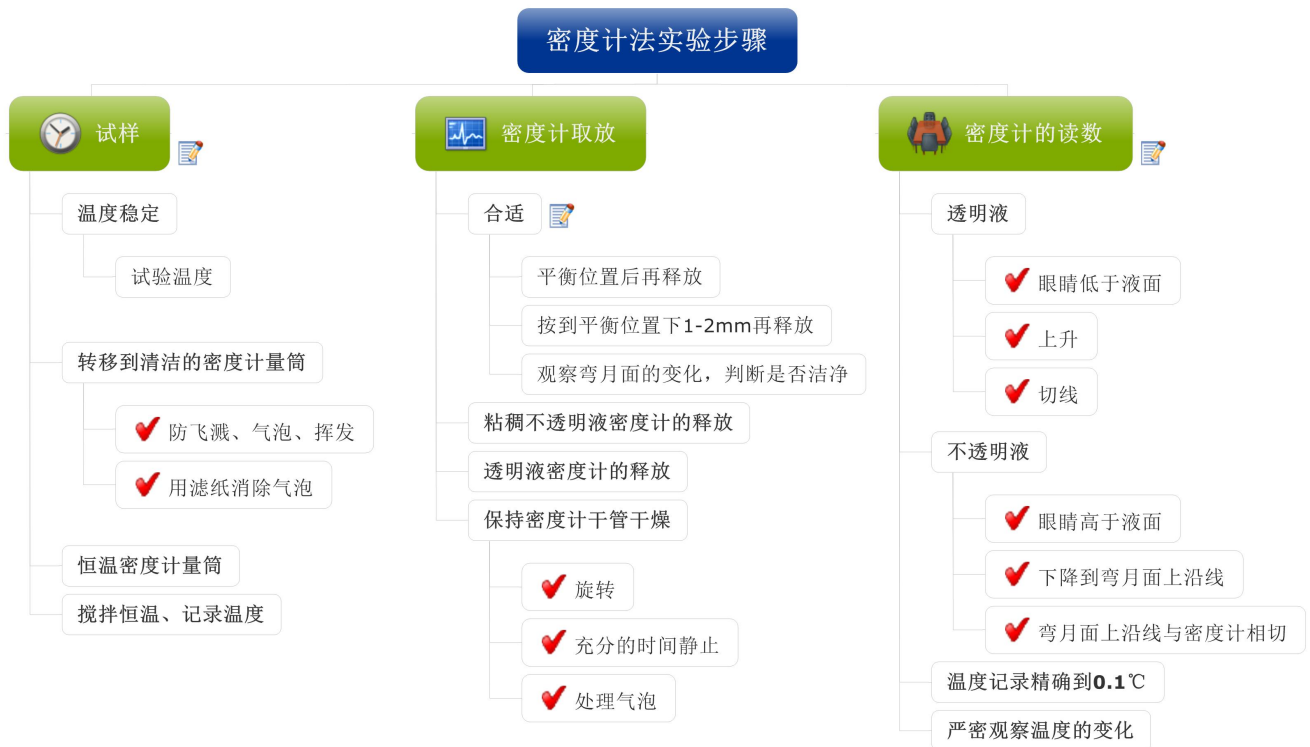 密度计法实验步骤
试样
温度稳定
试验温度
转移到清洁的密度计量筒
防飞溅、气泡、挥发
用滤纸消除气泡
恒温密度计量筒
搅拌恒温、记录温度
密度计取放
合适
平衡位置后再释放
按到平衡位置下1-2mm再释放
观察弯月面的变化，判断是否洁净
粘稠不透明液密度计的释放
透明液密度计的释放
保持密度计干管干燥
旋转
充分的时间静止
处理气泡
密度计的读数
透明液
眼睛低于液面
上升
切线
不透明液
眼睛高于液面
下降到弯月面上沿线
弯月面上沿线与密度计相切
温度记录精确到0.1℃
严密观察温度的变化